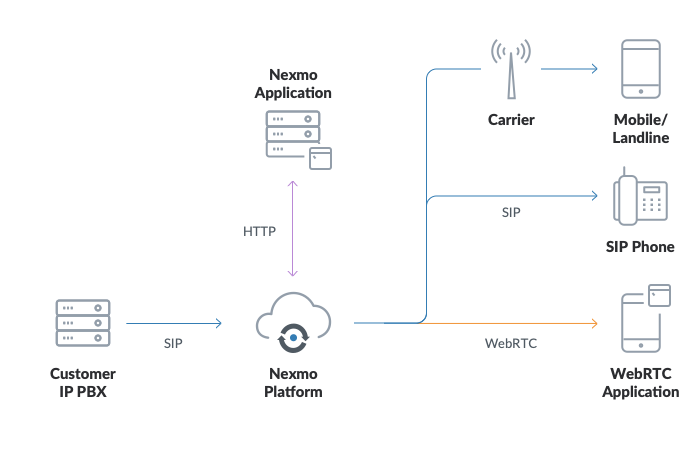 Nexmo
Application
Carrier
Mobile/
Landline
HTTP
SIP
SIP Phone
SIP
WebRTC
Customer
IP PBX
Nexmo
Platform
WebRTC
Application